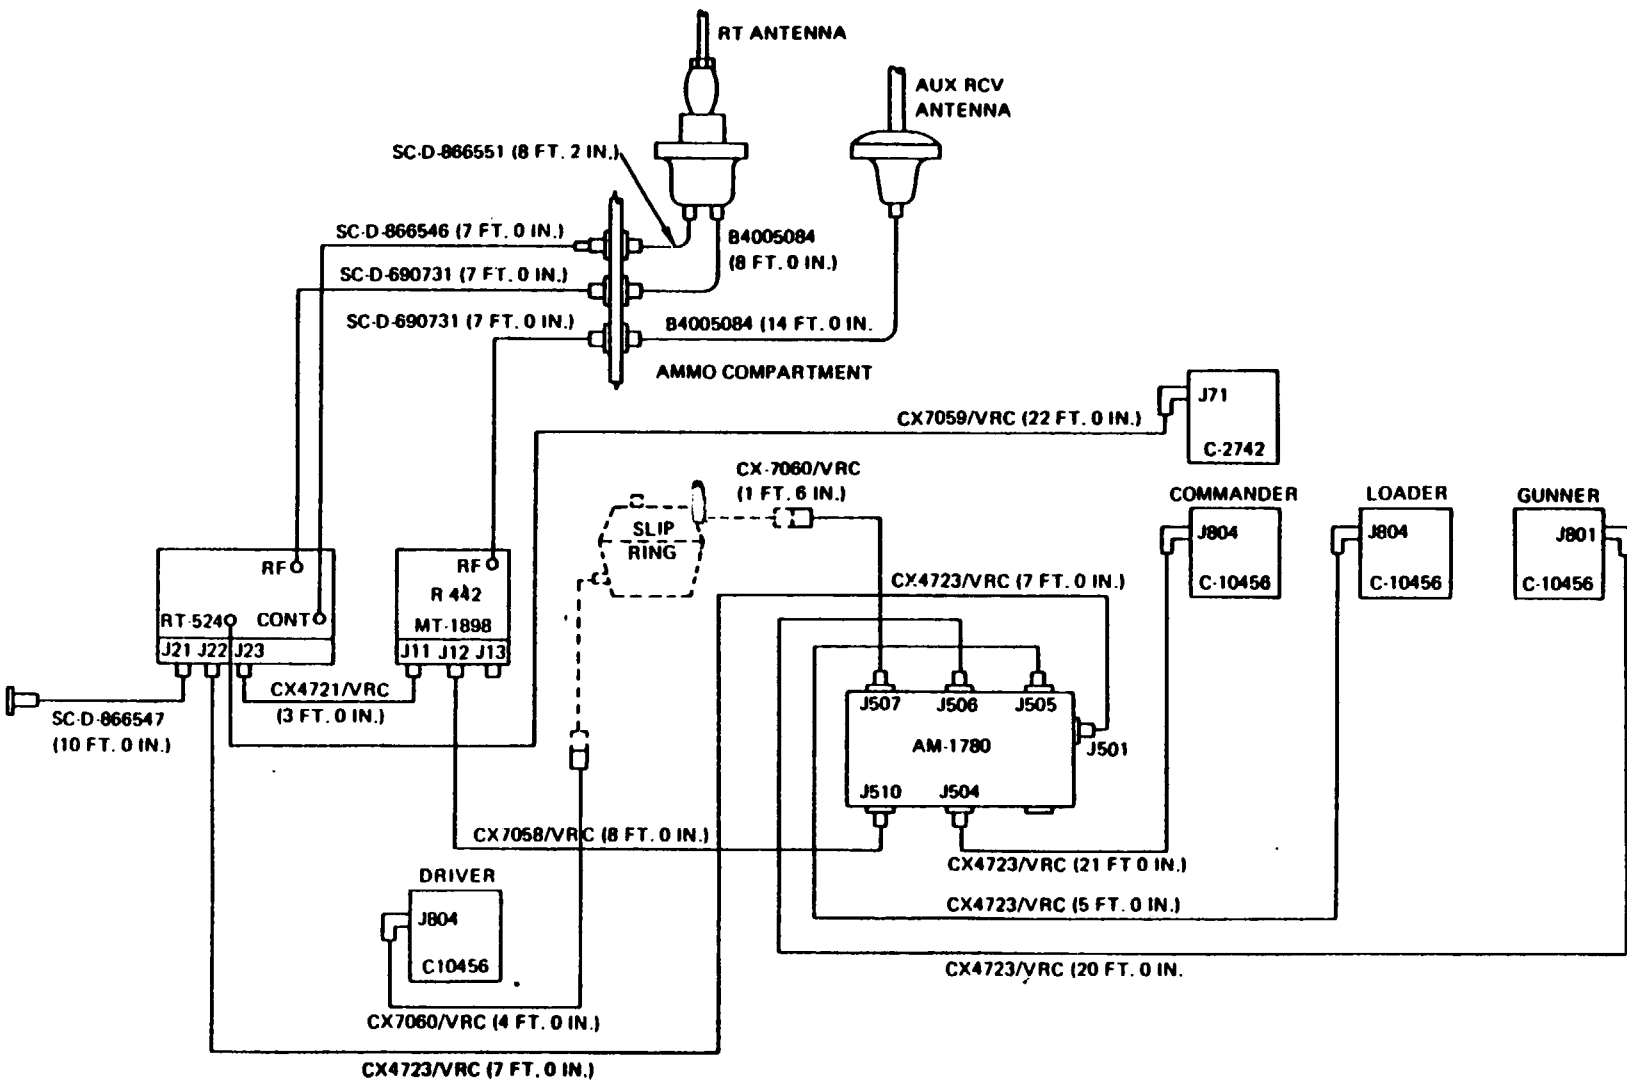 RT ANTENNA
AUX RCV
ANTENNA
SC-D-866551 (8 FT. 2 IN.)
SC-D-866546 (7 FT. 0 IN.)
B4005084
(8 FT. 0 IN.)
SC-D-690731 (7 FT. 0 IN.)
SC-D-690731 (7 FT. 0 IN.)
B4005084 (14 FT. 0 IN.
AMMO COMPARTMENT
J71
C-2742
CX7059/VRC (22 FT. 0 IN.)
CX-7060/VRC
(1 FT. 6 IN.)
COMMANDER
LOADER
GUNNER
SLIP
RING
J804
C-10456
J804
C-10456
J801
C-10456
CX4723/VRC (7 FT. 0 IN.)
RF
RT-524
CONT
J21 J22 J23
RF
R 442
MT-1898
J11 J12 J13
CX4721/VRC
(3 FT. 0 IN.)
SC-D-866547
(10 FT. 0 IN.)
J507 J506 J505
AM-1780
J501
J510 J504
CX7058/VRC (8 FT. 0 IN.)
CX4723/VRC (21 FT 0 IN.)
DRIVER
J804
C10456
CX4723/VRC (5 FT. 0 IN.)
CX4723/VRC (20 FT. 0 IN.
CX7060/VRC (4 FT. 0 IN.)
CX4723/VRC (7 FT. 0 IN.)